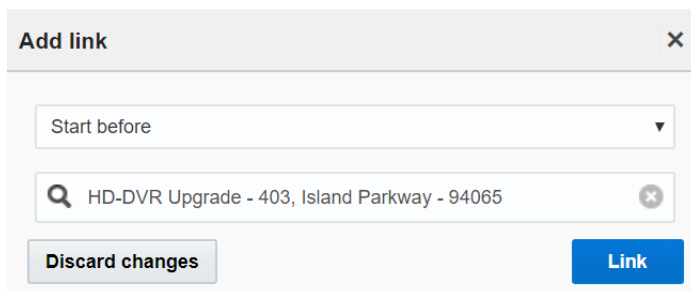 Add link
Start before
HD-DVR Upgrade - 403, Island Parkway - 94065
Discard changes
Link